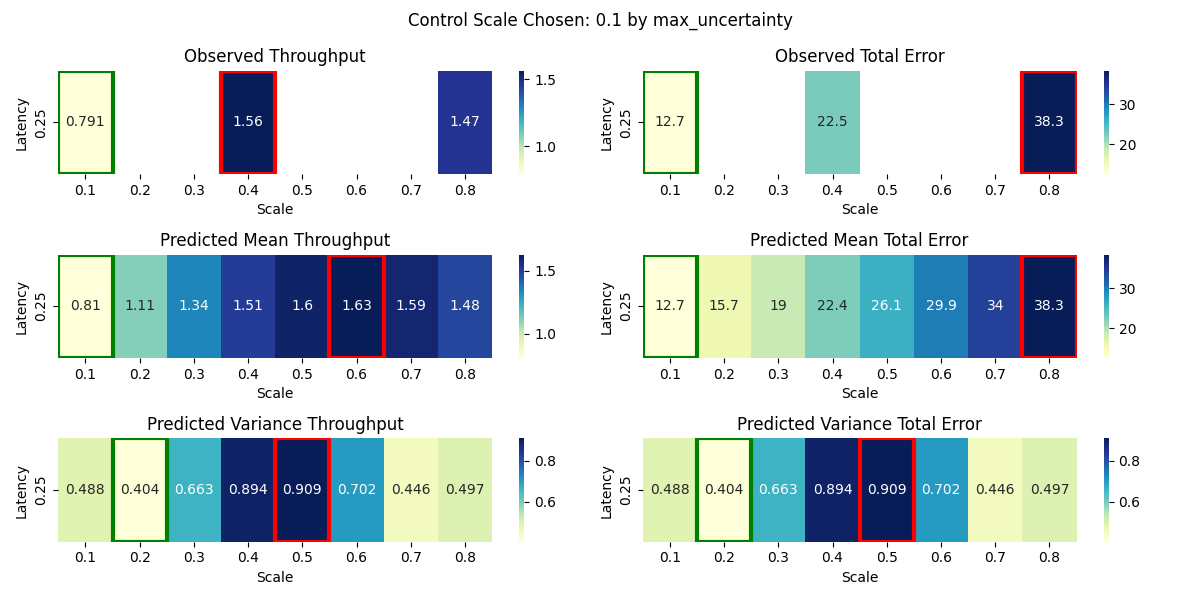 Control Scale Chosen: 0.1 by max_uncertainty
Observed Throughput
Latency
0.25
0.791
1.56
1.47
0.1 0.2 0.3 0.4 0.5 0.6 0.7 0.8
Scale
1.5
1.0
Observed Total Error
Latency
0.25
12.7
22.5
38.3
0.1 0.2 0.3 0.4 0.5 0.6 0.7 0.8
Scale
30
20
Predicted Mean Throughput
Latency
0.25
0.81 1.11 1.34 1.51 1.6 1.63 1.59 1.48
0.1 0.2 0.3 0.4 0.5 0.6 0.7 0.8
Scale
1.5
1.0
Predicted Mean Total Error
Latency
0.25
12.7 15.7 19 22.4 26.1 29.9 34 38.3
0.1 0.2 0.3 0.4 0.5 0.6 0.7 0.8
Scale
30
20
Predicted Variance Throughput
Latency
0.25
0.488 0.404 0.663 0.894 0.909 0.702 0.446 0.497
0.1 0.2 0.3 0.4 0.5 0.6 0.7 0.8
Scale
0.8
0.6
Predicted Variance Total Error
Latency
0.25
0.488 0.404 0.663 0.894 0.909 0.702 0.446 0.497
0.1 0.2 0.3 0.4 0.5 0.6 0.7 0.8
Scale
0.8
0.6